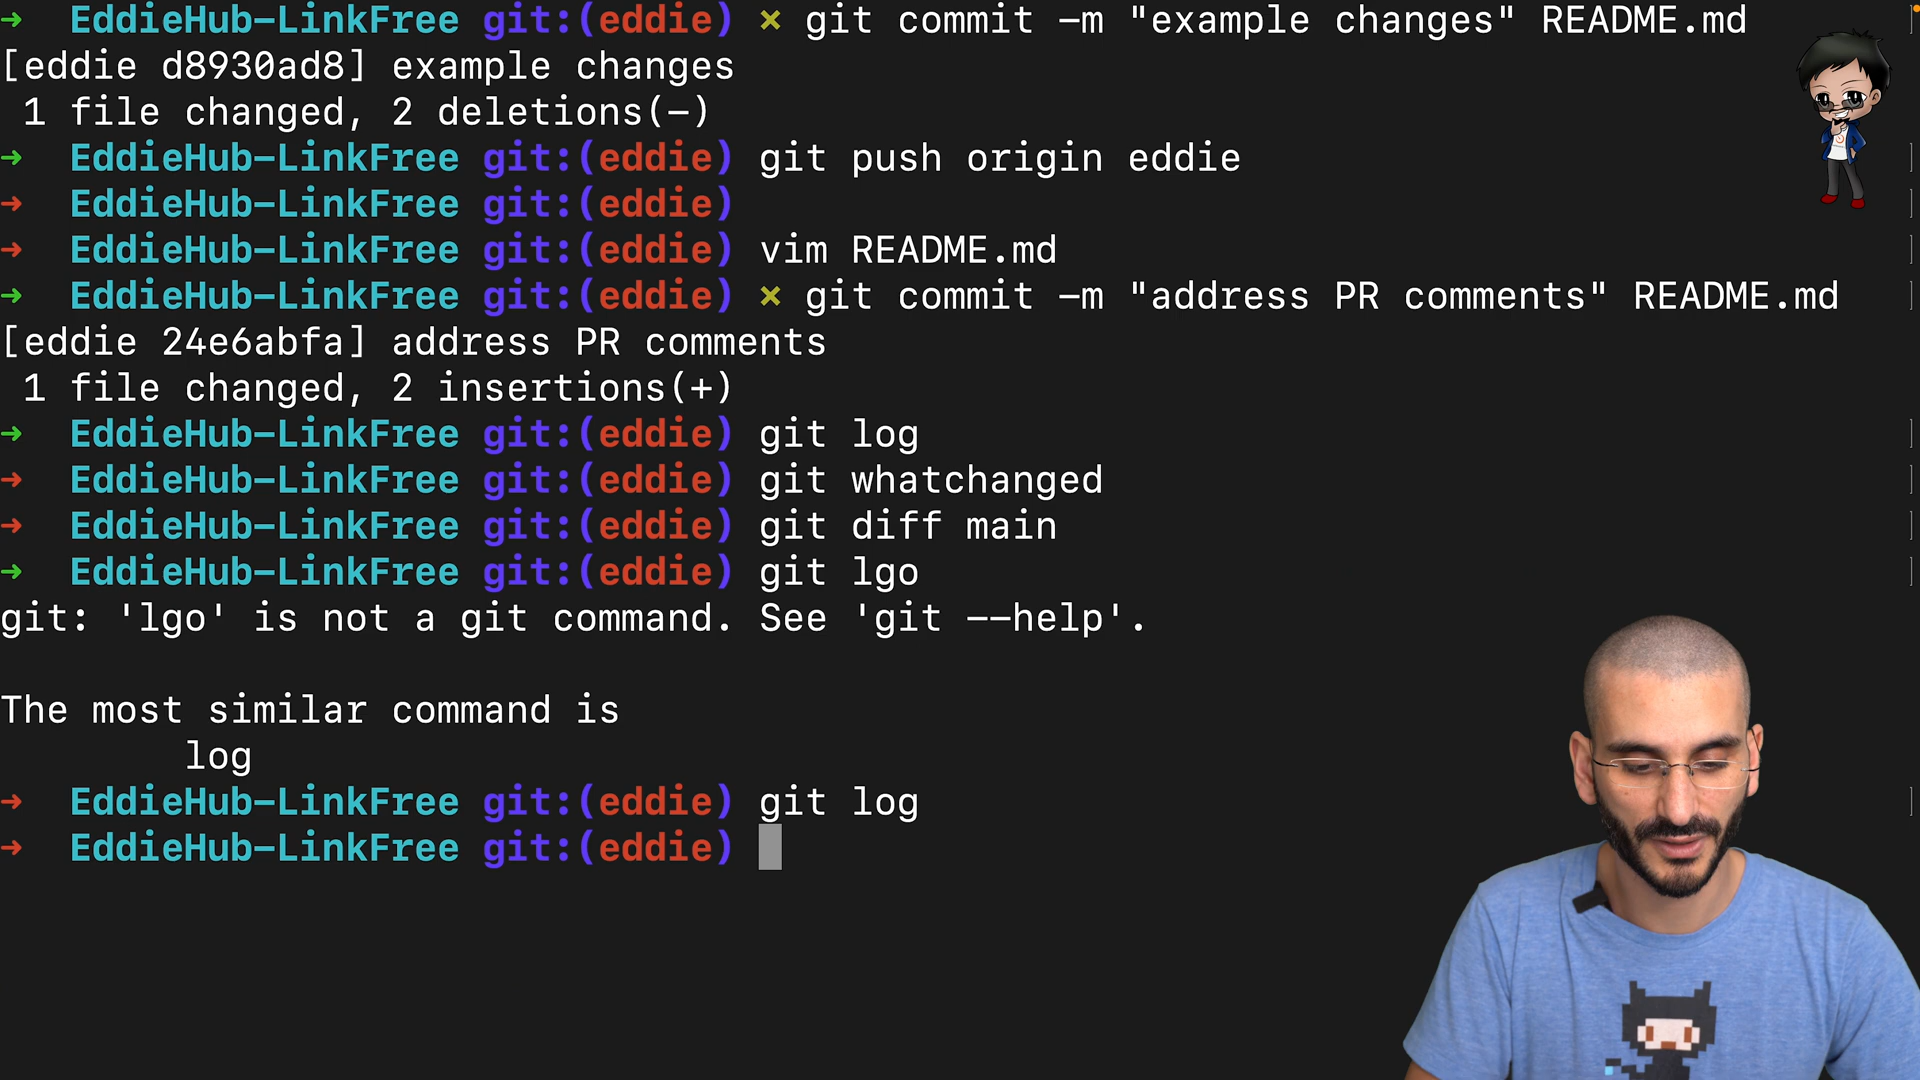 ➜ EddieHub-LinkFree git:(eddie) ✗ git commit -m "example changes" README.md
[eddie d8930ad8] example changes
 1 file changed, 2 deletions(-)
➜ EddieHub-LinkFree git:(eddie) git push origin eddie
➜ EddieHub-LinkFree git:(eddie)
➜ EddieHub-LinkFree git:(eddie) vim README.md
➜ EddieHub-LinkFree git:(eddie) ✗ git commit -m "address PR comments" README.md
[eddie 24e6abfa] address PR comments
 1 file changed, 2 insertions(+)
➜ EddieHub-LinkFree git:(eddie) git log
➜ EddieHub-LinkFree git:(eddie) git whatchanged
➜ EddieHub-LinkFree git:(eddie) git diff main
➜ EddieHub-LinkFree git:(eddie) git lgo
git: 'lgo' is not a git command. See 'git --help'.
The most similar command is
        log
➜ EddieHub-LinkFree git:(eddie) git log
➜ EddieHub-LinkFree git:(eddie)